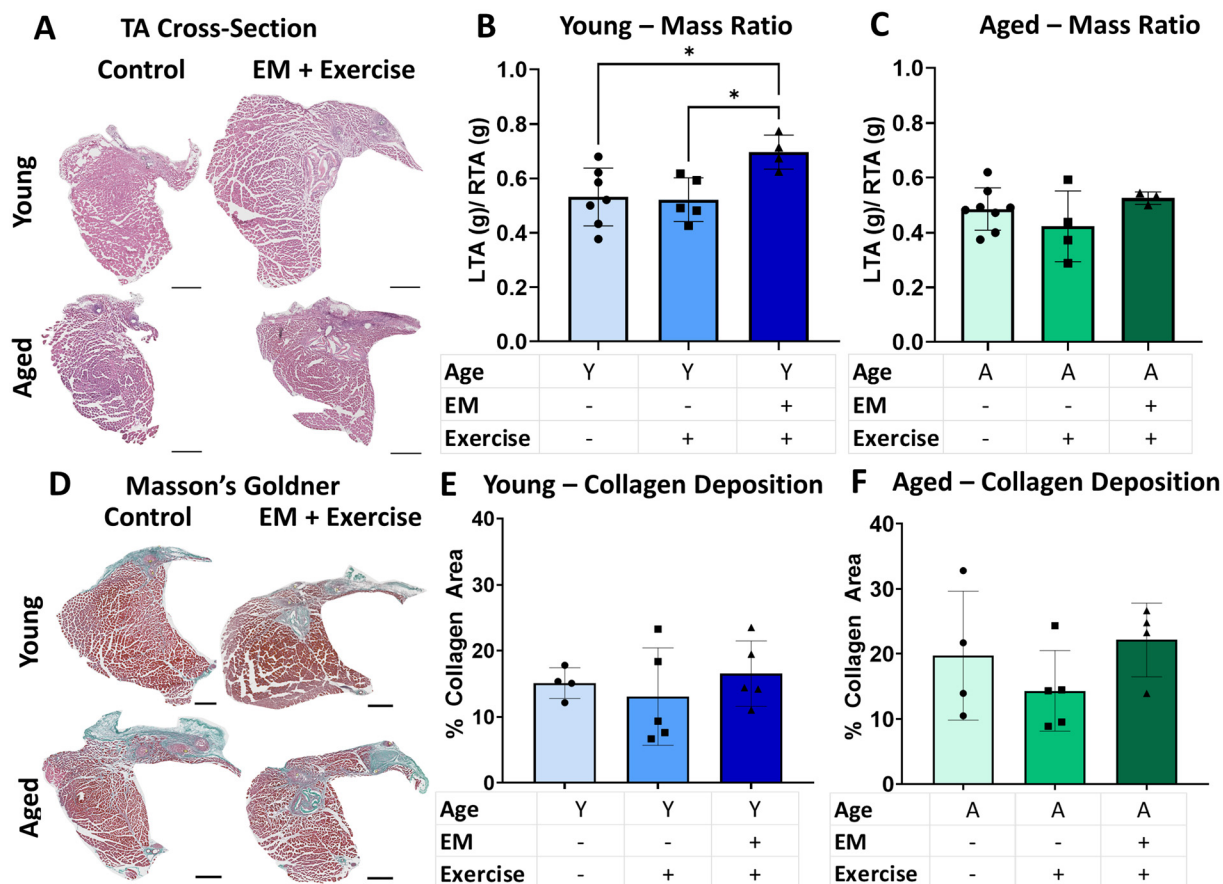 A TA Cross-Section
Control EM + Exercise
Young
Aged
B Young – Mass Ratio
*
*
LTA (g)/ RTA (g)
1.0
0.8
0.6
0.4
0.2
0.0
Age Y Y Y
EM - - +
Exercise - + +
C Aged – Mass Ratio
LTA (g)/ RTA (g)
1.0
0.8
0.6
0.4
0.2
0.0
Age A A A
EM - - +
Exercise - + +
D Masson's Goldner
Control EM + Exercise
Young
Aged
E Young – Collagen Deposition
% Collagen Area
40
30
20
10
0
Age Y Y Y
EM - - +
Exercise - + +
F Aged – Collagen Deposition
% Collagen Area
40
30
20
10
0
Age A A A
EM - - +
Exercise - + +